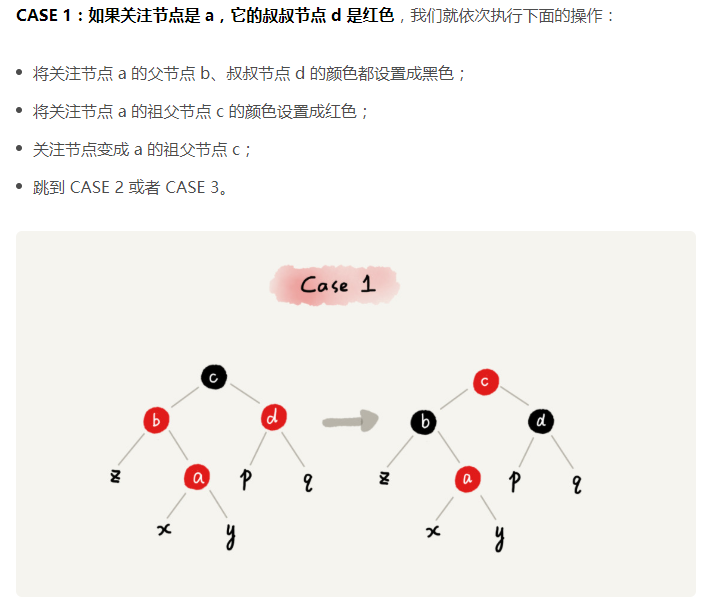 CASE 1：如果关注节点是 a，它的叔叔节点 d 是红色，我们就依次执行下面的操作：
将关注节点 a 的父节点 b、叔叔节点 d 的颜色都设置成黑色；
将关注节点 a 的祖父节点 c 的颜色设置成红色；
关注节点变成 a 的祖父节点 c；
跳到 CASE 2 或者 CASE 3。
Case 1
c c
b d b d
z a p q z a p q
x y x y